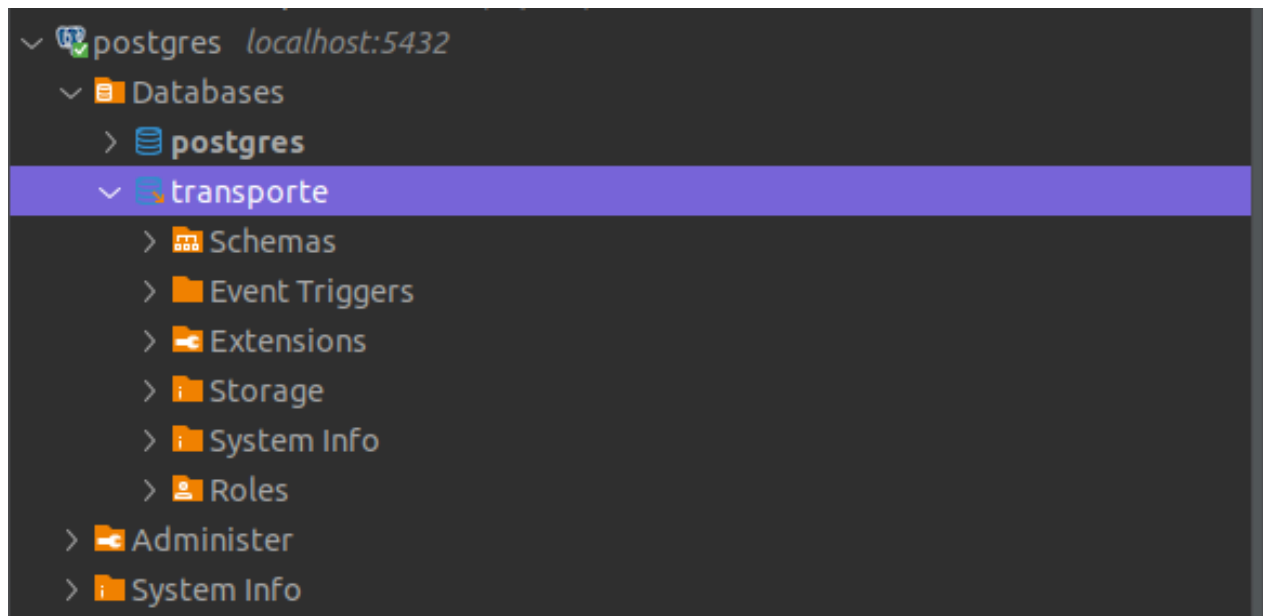 postgres localhost:5432
Databases
postgres
transporte
Schemas
Event Triggers
Extensions
Storage
System Info
Roles
Administer
System Info